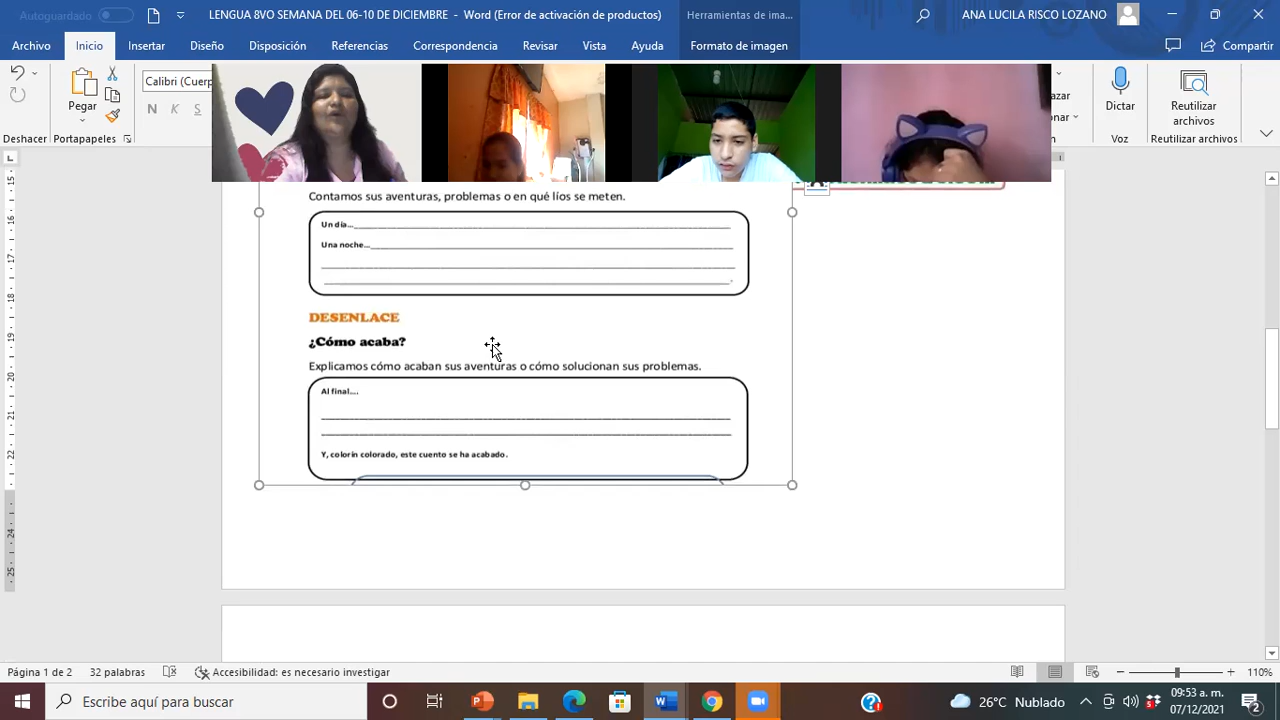 Autoguardado
LENGUA 8VO SEMANA DEL 06-10 DE DICIEMBRE - Word (Error de activación de productos)
Herramientas de ima...
ANA LUCILA RISCO LOZANO
Archivo Inicio Insertar Diseño Disposición Referencias Correspondencia Revisar Vista Ayuda Formato de imagen Compartir
Calibri (Cuerp
Pegar
N K S
Dictar
Reutilizar
archivos
Deshacer Portapapeles Voz Reutilizar archivos
Contamos sus aventuras, problemas o en qué líos se meten.
Un día...
Una noche...
DESENLACE
¿Cómo acaba?
Explicamos cómo acaban sus aventuras o cómo solucionan sus problemas.
Al final....
Y, colorín colorado, este cuento se ha acabado.
Página 1 de 2 32 palabras Accesibilidad: es necesario investigar 110%
Escribe aquí para buscar
26°C Nublado
09:53 a. m.
07/12/2021
2